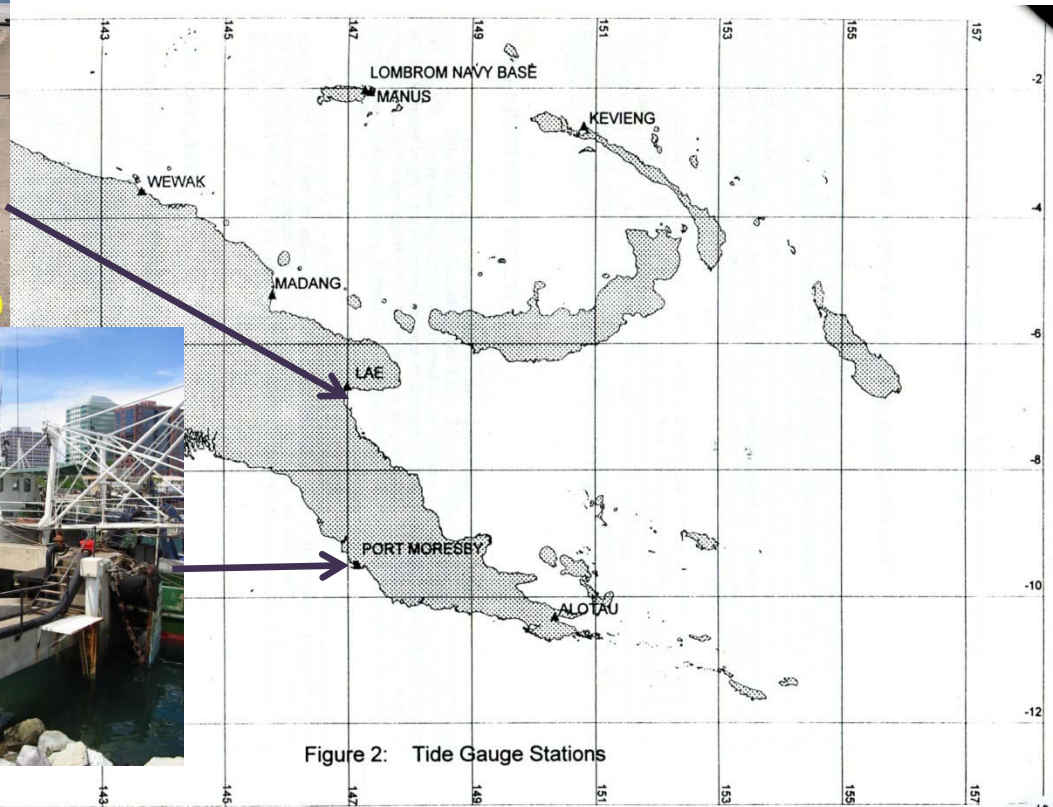 143
145
147
149
151
153
155
157
LOMBROM NAVY BASE
MANUS
-2
KEVIENG
WEWAK
-4
MADANG
-6
LAE
-8
PORT MORESBY
-10
ALOTAU
-12
Figure 2: Tide Gauge Stations
143
145
147
149
151
153
155
157